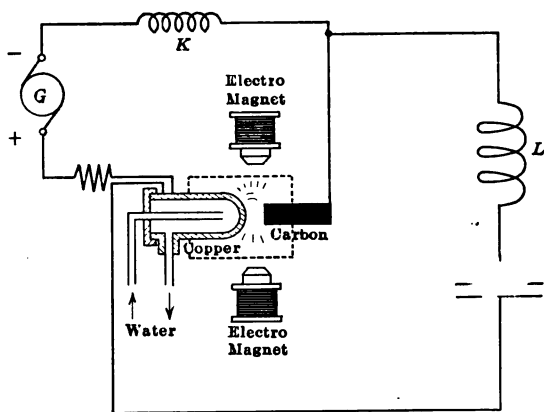 K
−
G
+
Electro
Magnet
L
Carbon
Copper
Water
Electro
Magnet